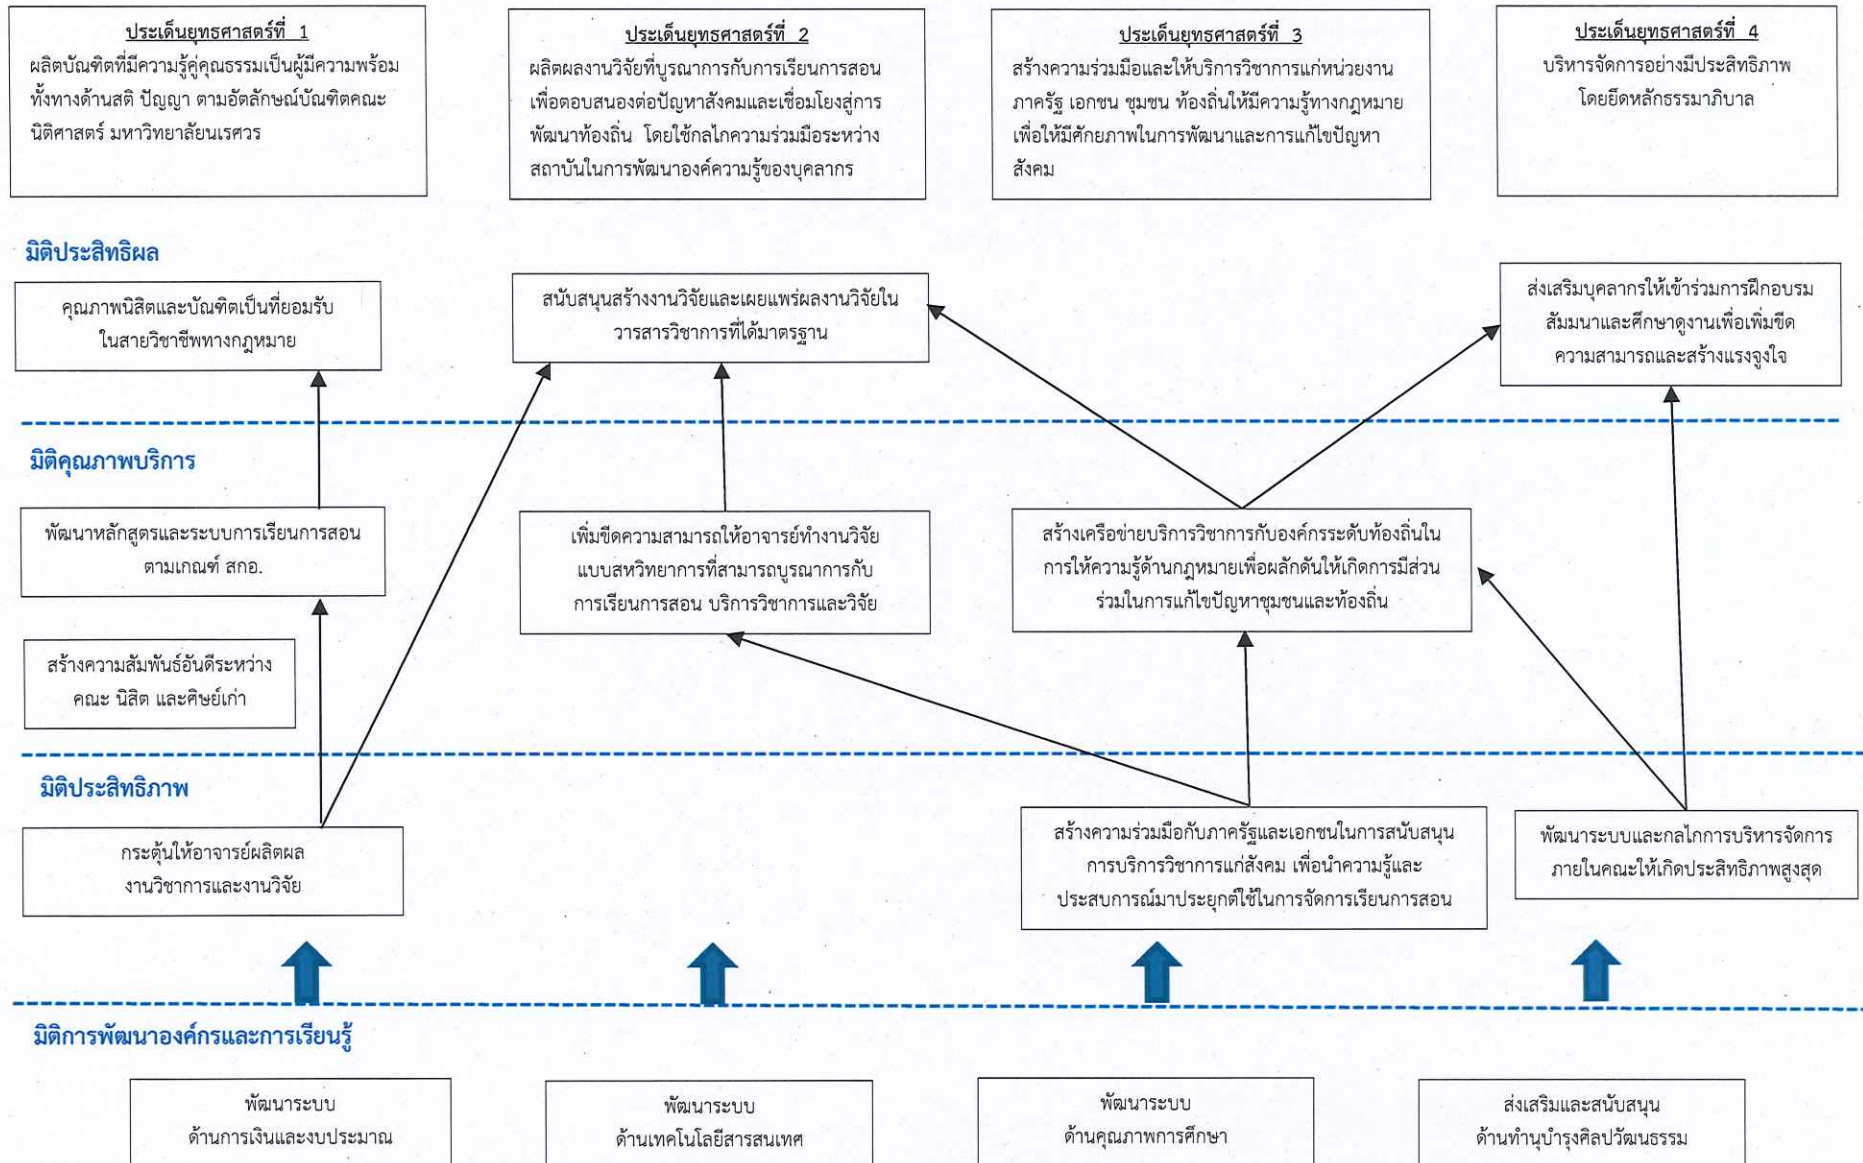 ประเด็นยุทธศาสตร์ที่ 1
ผลิตบัณฑิตที่มีความรู้คู่คุณธรรมเป็นผู้มีความพร้อม
ทั้งทางด้านสติ ปัญญา ตามอัตลักษณ์บัณฑิตคณะ
นิติศาสตร์ มหาวิทยาลัยนเรศวร
ประเด็นยุทธศาสตร์ที่ 2
ผลิตผลงานวิจัยที่บูรณาการกับการเรียนการสอน
เพื่อตอบสนองต่อปัญหาสังคมและเชื่อมโยงสู่การ
พัฒนาท้องถิ่น โดยใช้กลไกความร่วมมือระหว่าง
สถาบันในการพัฒนาองค์ความรู้ของบุคลากร
ประเด็นยุทธศาสตร์ที่ 3
สร้างความร่วมมือและให้บริการวิชาการแก่หน่วยงาน
ภาครัฐ เอกชน ชุมชน ท้องถิ่นให้มีความรู้ทางกฎหมาย
เพื่อให้มีศักยภาพในการพัฒนาและการแก้ไขปัญหา
สังคม
ประเด็นยุทธศาสตร์ที่ 4
บริหารจัดการอย่างมีประสิทธิภาพ
โดยยึดหลักธรรมาภิบาล
มิติประสิทธิผล
คุณภาพนิสิตและบัณฑิตเป็นที่ยอมรับ
ในสายวิชาชีพทางกฎหมาย
สนับสนุนสร้างงานวิจัยและเผยแพร่ผลงานวิจัยใน
วารสารวิชาการที่ได้มาตรฐาน
ส่งเสริมบุคลากรให้เข้าร่วมการฝึกอบรม
สัมมนาและศึกษาดูงานเพื่อเพิ่มขีด
ความสามารถและสร้างแรงจูงใจ
มิติคุณภาพบริการ
พัฒนาหลักสูตรและระบบการเรียนการสอน
ตามเกณฑ์ สกอ.
เพิ่มขีดความสามารถให้อาจารย์ทำงานวิจัย
แบบสหวิทยาการที่สามารถบูรณาการกับ
การเรียนการสอน บริการวิชาการและวิจัย
สร้างเครือข่ายบริการวิชาการกับองค์กรระดับท้องถิ่นใน
การให้ความรู้ด้านกฎหมายเพื่อผลักดันให้เกิดการมีส่วน
ร่วมในการแก้ไขปัญหาชุมชนและท้องถิ่น
สร้างความสัมพันธ์อันดีระหว่าง
คณะ นิสิต และศิษย์เก่า
มิติประสิทธิภาพ
กระตุ้นให้อาจารย์ผลิตผล
งานวิชาการและงานวิจัย
สร้างความร่วมมือกับภาครัฐและเอกชนในการสนับสนุน
การบริการวิชาการแก่สังคม เพื่อนำความรู้และ
ประสบการณ์มาประยุกต์ใช้ในการจัดการเรียนการสอน
พัฒนาระบบและกลไกการบริหารจัดการ
ภายในคณะให้เกิดประสิทธิภาพสูงสุด
มิติการพัฒนาองค์กรและการเรียนรู้
พัฒนาระบบ
ด้านการเงินและงบประมาณ
พัฒนาระบบ
ด้านเทคโนโลยีสารสนเทศ
พัฒนาระบบ
ด้านคุณภาพการศึกษา
ส่งเสริมและสนับสนุน
ด้านทำนุบำรุงศิลปวัฒนธรรม